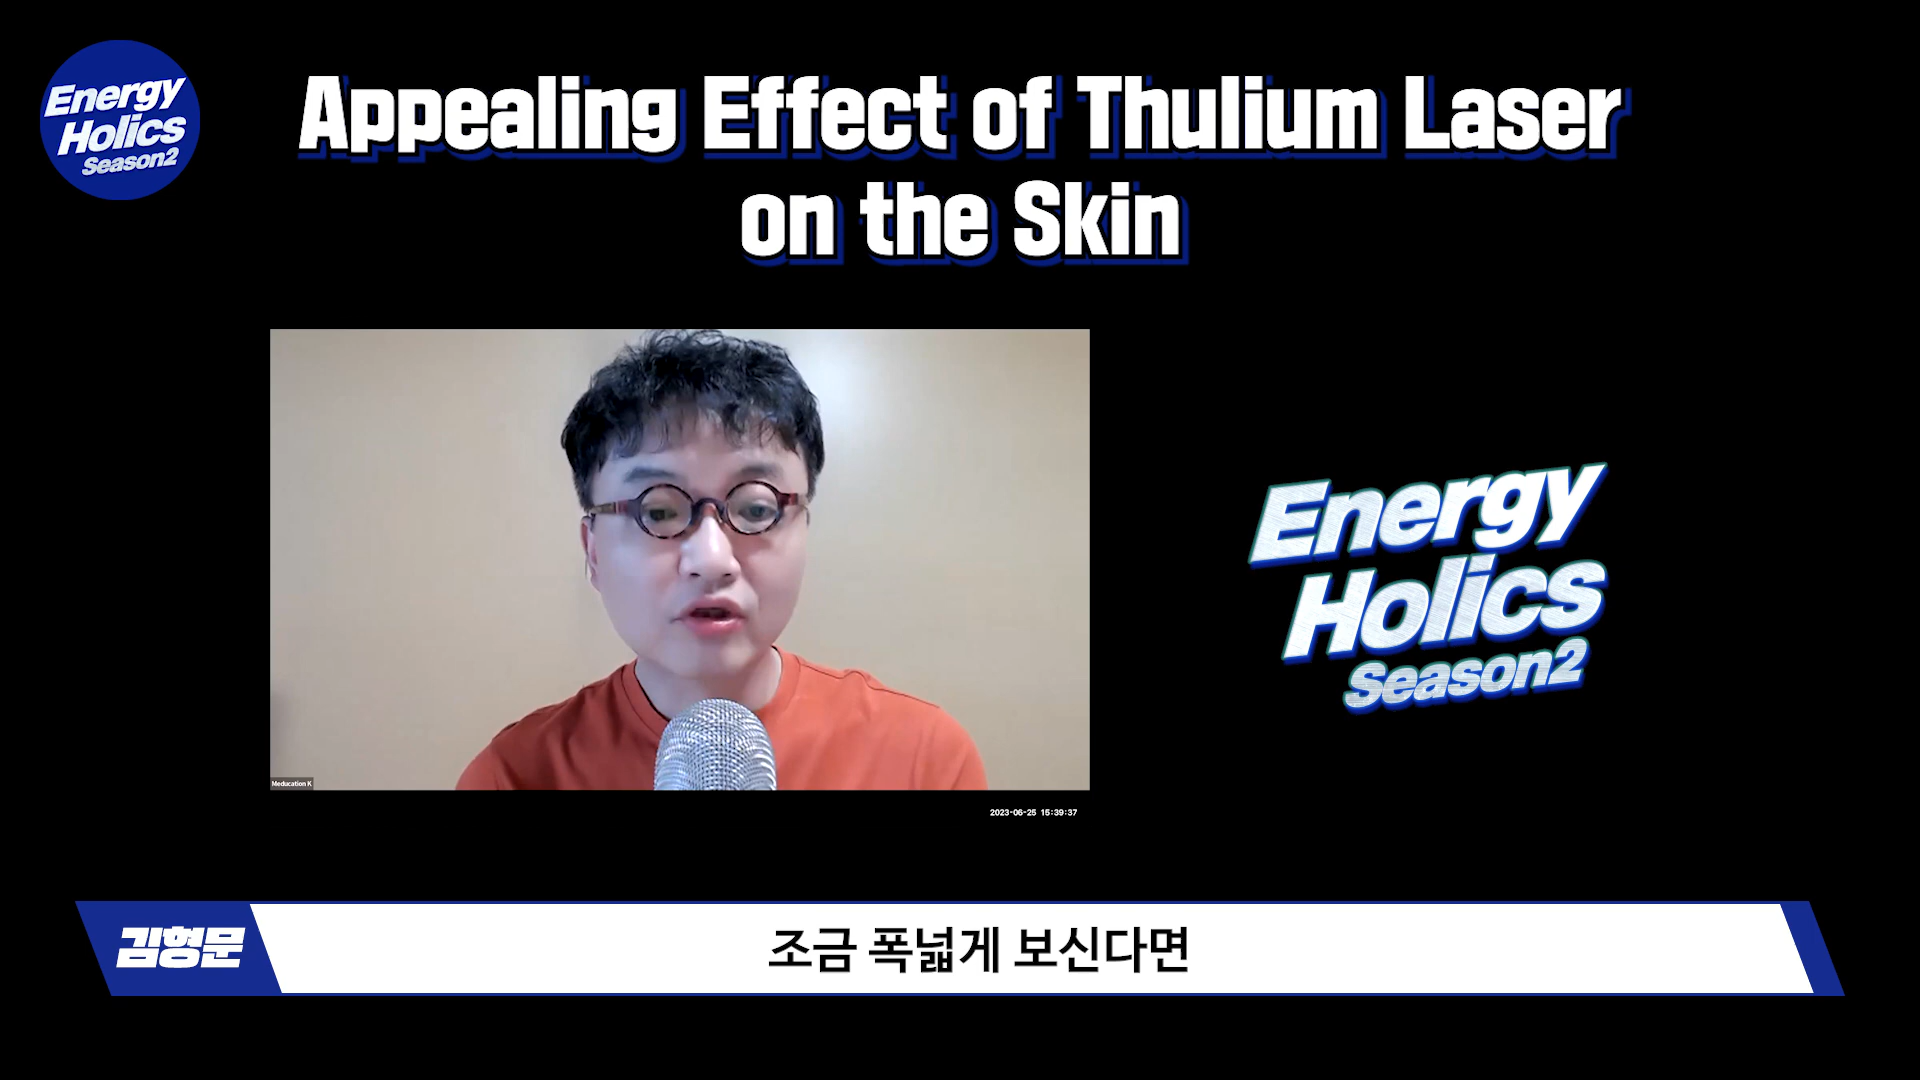 Energy
Holics
Season2
Appealing Effect of Thulium Laser
on the Skin
Energy
Holics
Season2
Meducation K
2023-06-25 15:39:37
김형문
조금 폭넓게 보신다면